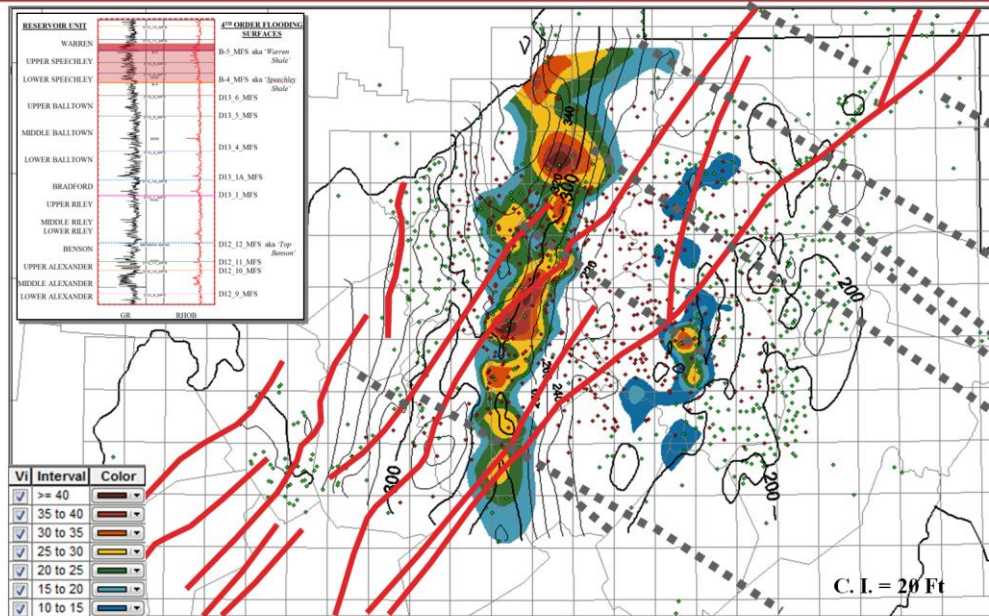 RESERVOIR UNIT
4TH ORDER FLOODING SURFACES
WARREN
B-5_MFS aka 'Warren Shale'
UPPER SPEECHLEY
LOWER SPEECHLEY
B-4_MFS aka 'Speechley Shale'
D13_6_MFS
UPPER BALLTOWN
D13_5_MFS
MIDDLE BALLTOWN
D13_4_MFS
LOWER BALLTOWN
D13_1A_MFS
BRADFORD
D13_1_MFS
UPPER RILEY
MIDDLE RILEY
LOWER RILEY
D12_12_MFS aka 'Top Benson'
BENSON
D12_11_MFS
UPPER ALEXANDER
D12_10_MFS
MIDDLE ALEXANDER
D12_9_MFS
LOWER ALEXANDER
GR RHOB
340
320
300
220
200
240
300
200
Vi Interval Color
>= 40
35 to 40
30 to 35
25 to 30
20 to 25
15 to 20
10 to 15
C. I. = 20 Ft